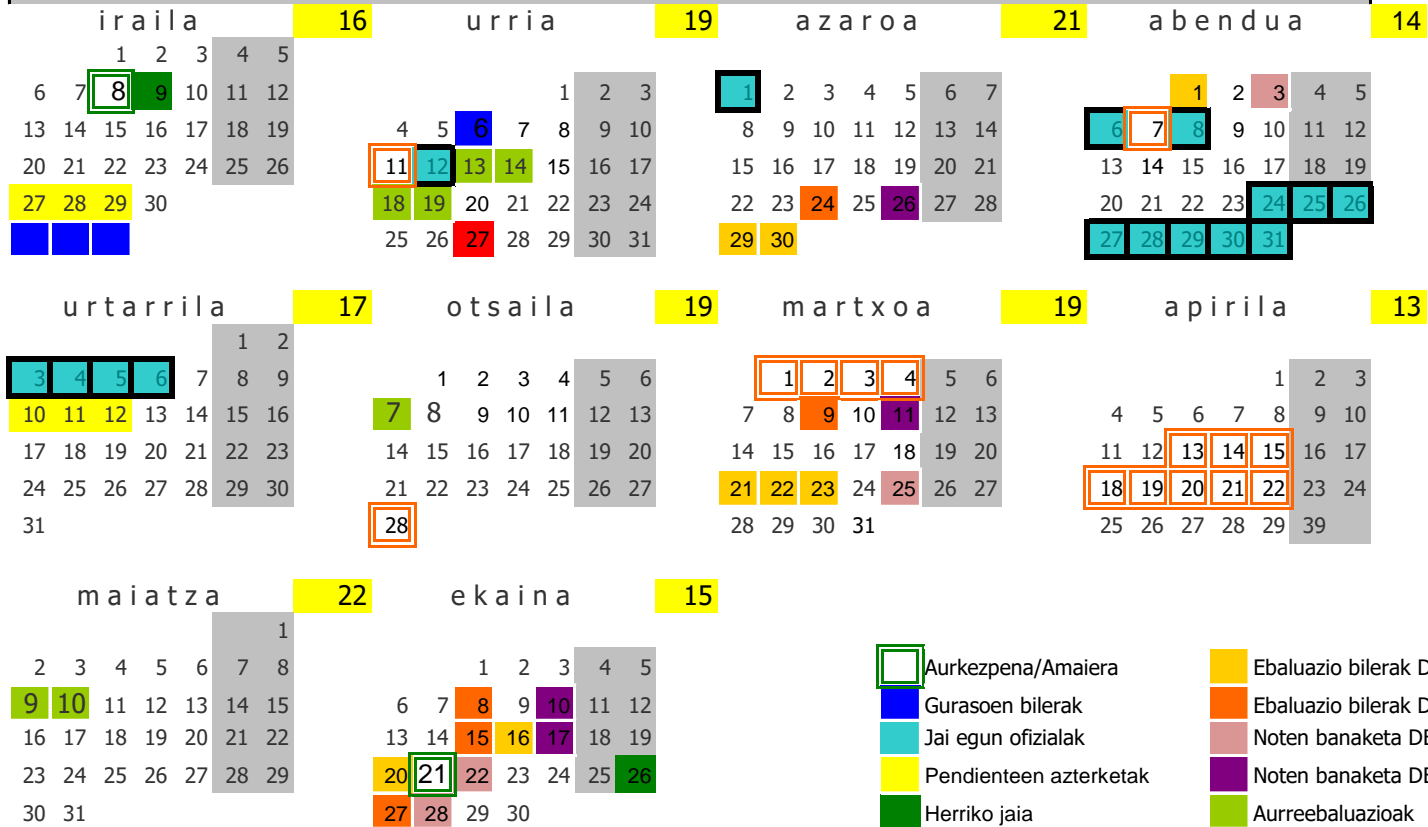 iraila 16 urria 19 azaroa 21 abendua 14
1 2 3 4 5
6 7 8 9 10 11 12 1 2 3 1 2 3 4 5 6 7 1 2 3 4 5
13 14 15 16 17 18 19 4 5 6 7 8 9 10 8 9 10 11 12 13 14 6 7 8 9 10 11 12
20 21 22 23 24 25 26 11 12 13 14 15 16 17 15 16 17 18 19 20 21 13 14 15 16 17 18 19
27 28 29 30 18 19 20 21 22 23 24 22 23 24 25 26 27 28 20 21 22 23 24 25 26
25 26 27 28 29 30 31 29 30 27 28 29 30 31
urtarrila 17 otsaila 19 martxoa 19 apirila 13
1 2
3 4 5 6 7 8 9 1 2 3 4 5 6 1 2 3 4 5 6 1 2 3
10 11 12 13 14 15 16 7 8 9 10 11 12 13 7 8 9 10 11 12 13 4 5 6 7 8 9 10
17 18 19 20 21 22 23 14 15 16 17 18 19 20 14 15 16 17 18 19 20 11 12 13 14 15 16 17
24 25 26 27 28 29 30 21 22 23 24 25 26 27 21 22 23 24 25 26 27 18 19 20 21 22 23 24
31 28 28 29 30 31 25 26 27 28 29 39
maiatza 22 ekaina 15
1
2 3 4 5 6 7 8 1 2 3 4 5 Aurkezpena/Amaiera Ebaluazio bilerak
9 10 11 12 13 14 15 6 7 8 9 10 11 12 Gurasoen bilerak Ebaluazio bilerak
16 17 18 19 20 21 22 13 14 15 16 17 18 19 Jai egun ofizialak Noten banaketa
23 24 25 26 27 28 29 20 21 22 23 24 25 26 Pendienteen azterketak Noten banaketa
30 31 27 28 29 30 Herriko jaia Aurreebaluazioak